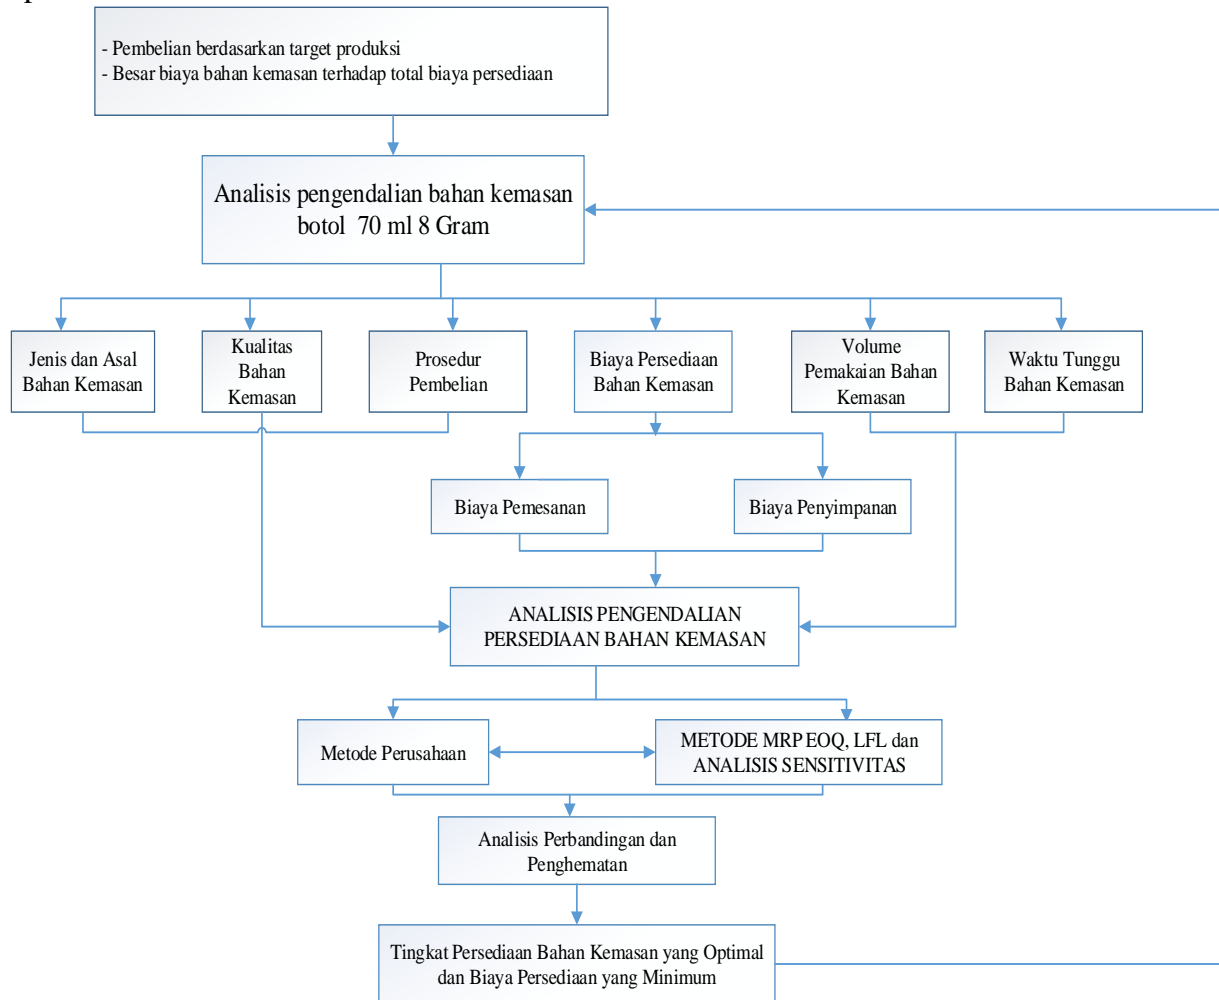 - Pembelian berdasarkan target produksi
- Besar biaya bahan kemasan terhadap total biaya persediaan
Analisis pengendalian bahan kemasan
botol 70 ml 8 Gram
Jenis dan Asal
Bahan Kemasan
Kualitas
Bahan
Kemasan
Prosedur
Pembelian
Biaya Persediaan
Bahan Kemasan
Volume
Pemakaian Bahan
Kemasan
Waktu Tunggu
Bahan Kemasan
Biaya Pemesanan
Biaya Penyimpanan
ANALISIS PENGENDALIAN
PERSEDIAAN BAHAN KEMASAN
Metode Perusahaan
METODE MRP EOQ, LFL dan
ANALISIS SENSITIVITAS
Analisis Perbandingan dan
Penghematan
Tingkat Persediaan Bahan Kemasan yang Optimal
dan Biaya Persediaan yang Minimum